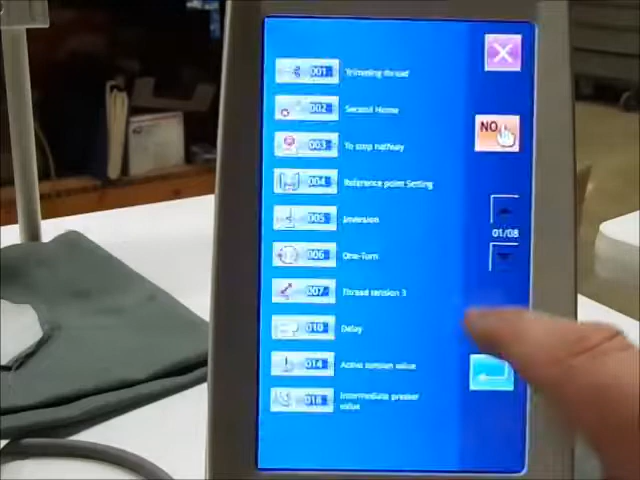 001 Trimming thread
002 Second Home
003 To stop halfway
004 Reference point Setting
005 Inversion
006 One-Turn
007 Thread tension 3
010 Delay
014 Active tension value
018 Intermediate presser
value
NO
01/08